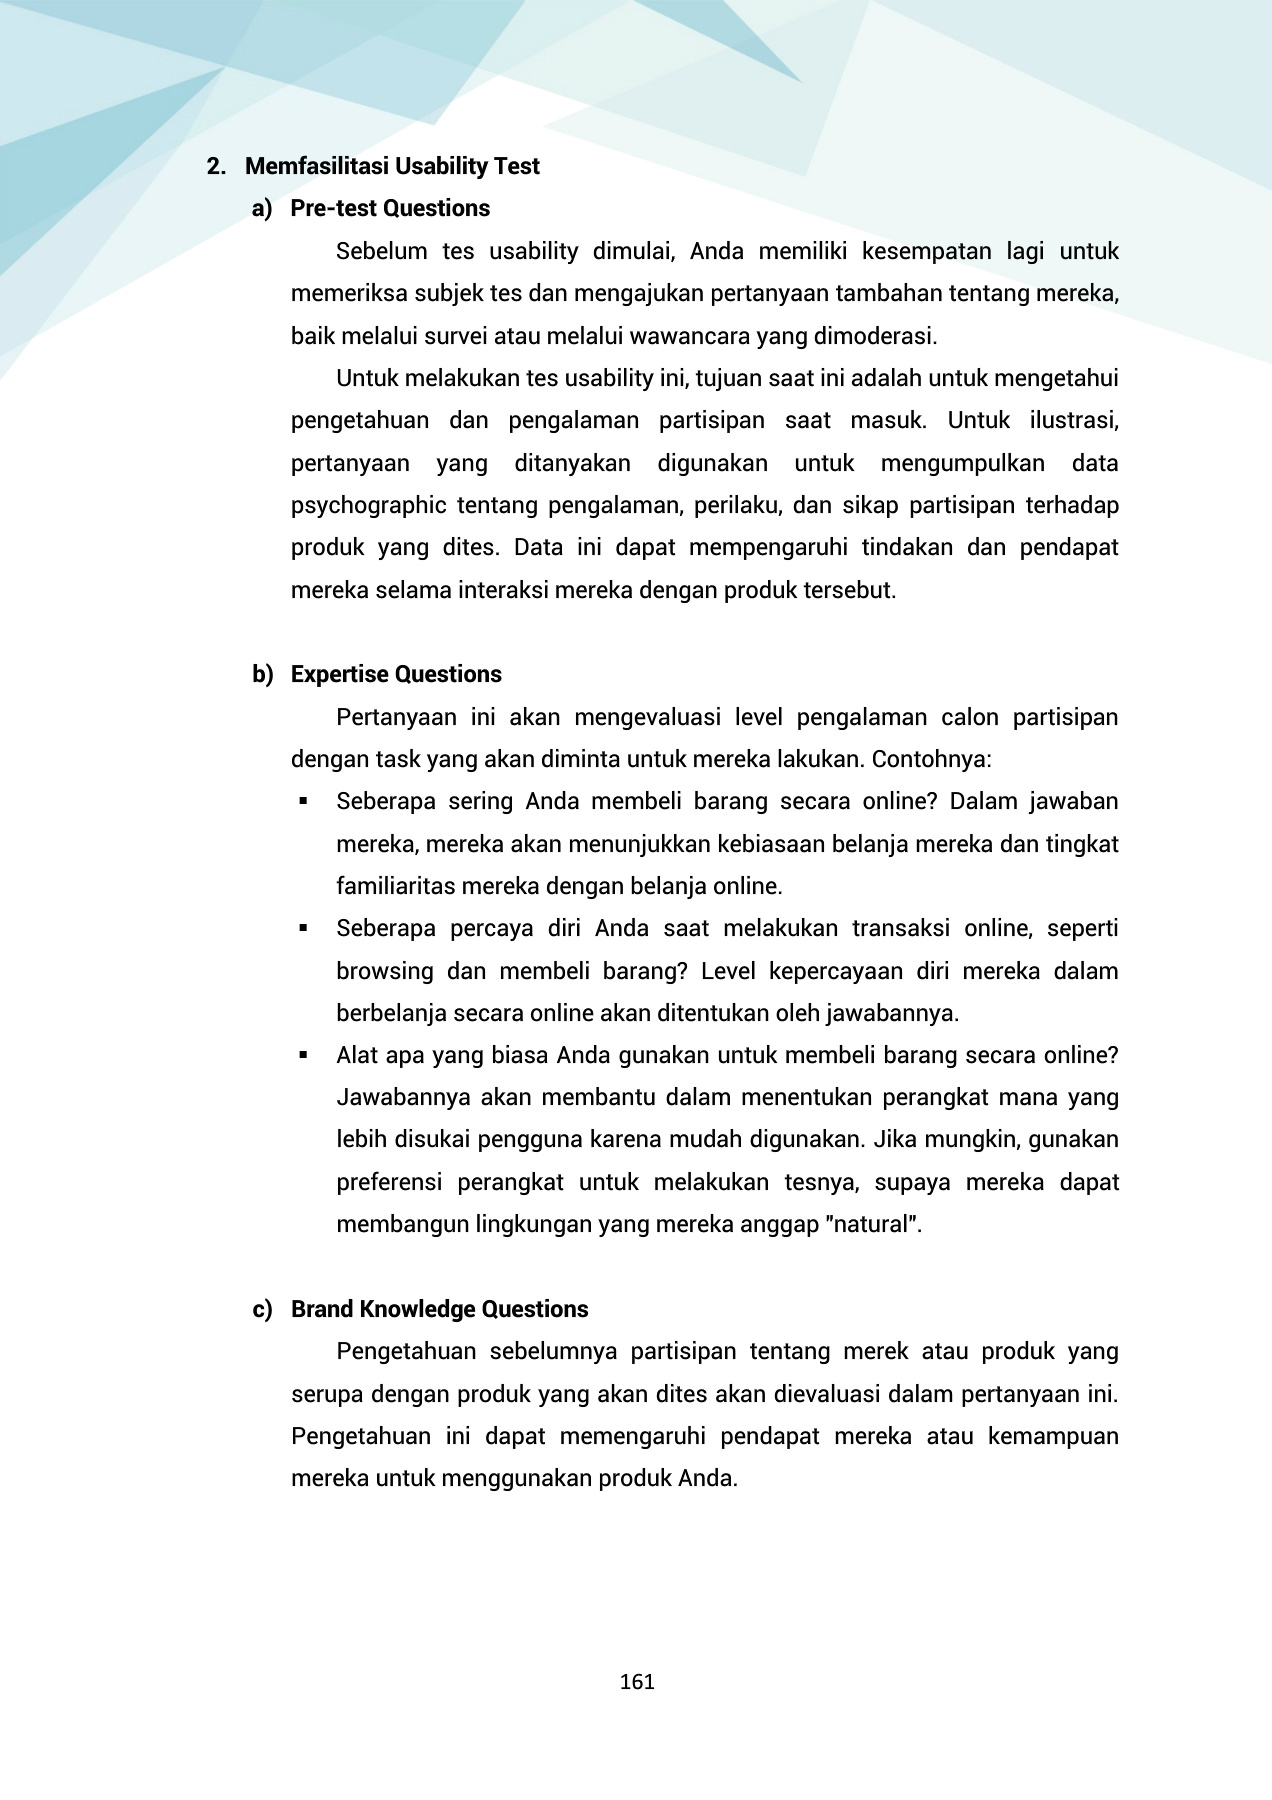 2. Memfasilitasi Usability Test
a) Pre-test Questions
Sebelum tes usability dimulai, Anda memiliki kesempatan lagi untuk
memeriksa subjek tes dan mengajukan pertanyaan tambahan tentang mereka,
baik melalui survei atau melalui wawancara yang dimoderasi.
Untuk melakukan tes usability ini, tujuan saat ini adalah untuk mengetahui
pengetahuan dan pengalaman partisipan saat masuk. Untuk ilustrasi,
pertanyaan yang ditanyakan digunakan untuk mengumpulkan data
psychographic tentang pengalaman, perilaku, dan sikap partisipan terhadap
produk yang dites. Data ini dapat mempengaruhi tindakan dan pendapat
mereka selama interaksi mereka dengan produk tersebut.
b) Expertise Questions
Pertanyaan ini akan mengevaluasi level pengalaman calon partisipan
dengan task yang akan diminta untuk mereka lakukan. Contohnya:
▪ Seberapa sering Anda membeli barang secara online? Dalam jawaban
mereka, mereka akan menunjukkan kebiasaan belanja mereka dan tingkat
familiaritas mereka dengan belanja online.
▪ Seberapa percaya diri Anda saat melakukan transaksi online, seperti
browsing dan membeli barang? Level kepercayaan diri mereka dalam
berbelanja secara online akan ditentukan oleh jawabannya.
▪ Alat apa yang biasa Anda gunakan untuk membeli barang secara online?
Jawabannya akan membantu dalam menentukan perangkat mana yang
lebih disukai pengguna karena mudah digunakan. Jika mungkin, gunakan
preferensi perangkat untuk melakukan tesnya, supaya mereka dapat
membangun lingkungan yang mereka anggap "natural".
c) Brand Knowledge Questions
Pengetahuan sebelumnya partisipan tentang merek atau produk yang
serupa dengan produk yang akan dites akan dievaluasi dalam pertanyaan ini.
Pengetahuan ini dapat memengaruhi pendapat mereka atau kemampuan
mereka untuk menggunakan produk Anda.
161